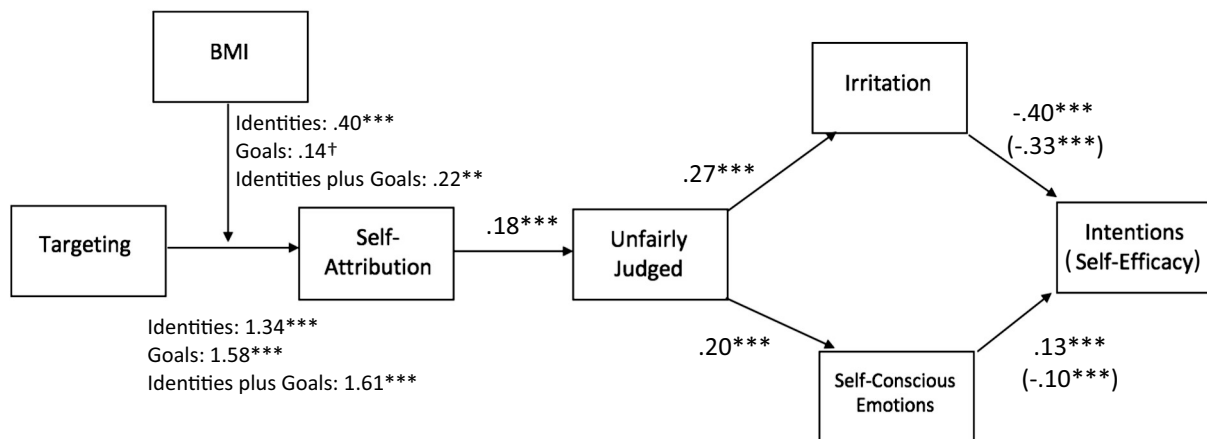 BMI
Identities: .40***
Goals: .14†
Identities plus Goals: .22**
Targeting
Identities: 1.34***
Goals: 1.58***
Identities plus Goals: 1.61***
Self-
Attribution
.18***
Unfairly
Judged
.27***
.20***
Irritation
-.40***
(-.33***)
Self-Conscious
Emotions
.13***
(-.10***)
Intentions
(Self-Efficacy)